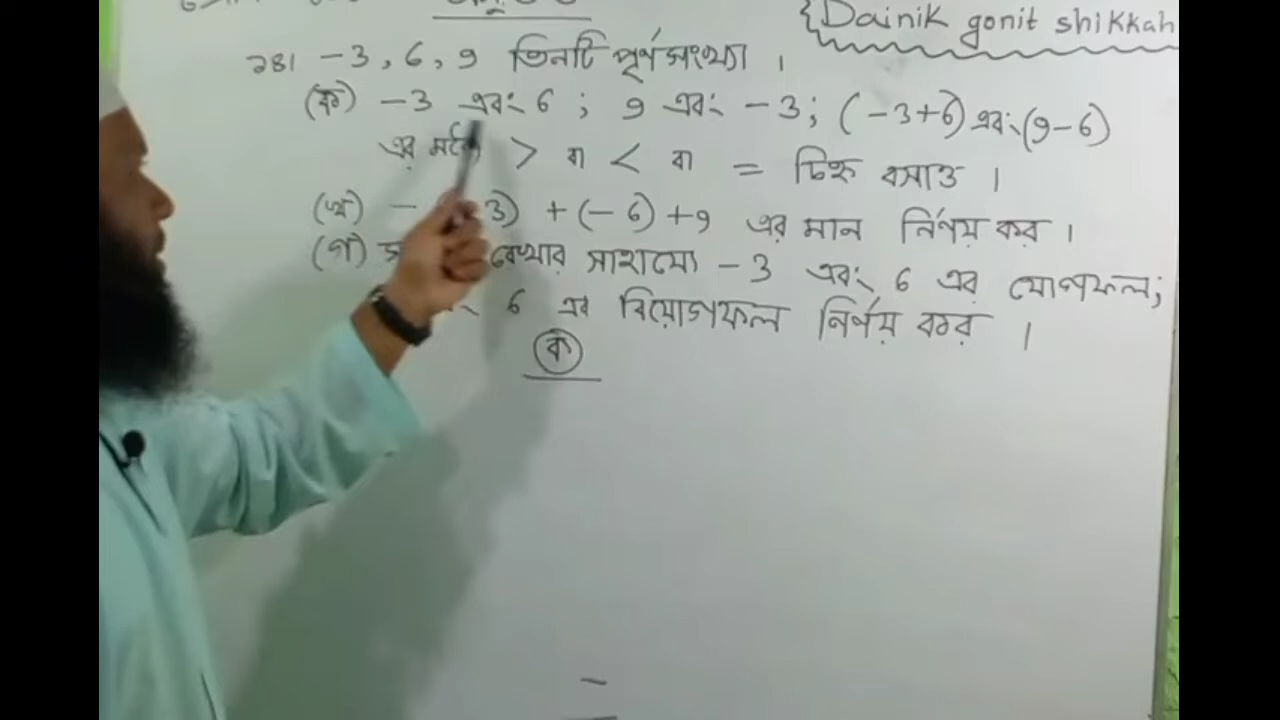 {Dainik gonit shikkah
২৪। -3, 6, 9 তিনটি পূর্ণসংখ্যা ।
(ক) -3 এবং 6 ; 9 এবং -3; (-3+6) এবং (9-6)
এর মধ্যে > বা < বা = চিহ্ন বসাও ।
(খ) - 3) +(-6) +9 এর মান নির্ণয় কর ।
(গ) রেখার সাহায্যে -3 এবং 6 এর যোগফল;
6 এর বিয়োগফল নির্ণয় কর ।
ক